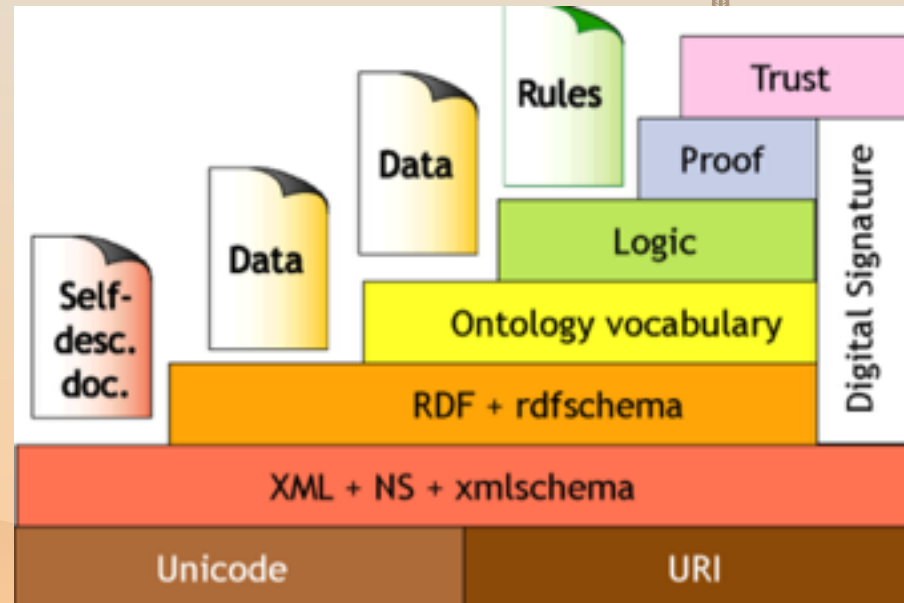 Rules
Trust
Data
Proof
Data
Logic
Self-
desc.
doc.
Ontology vocabulary
Digital Signature
RDF + rdfschema
XML + NS + xmlschema
Unicode
URI